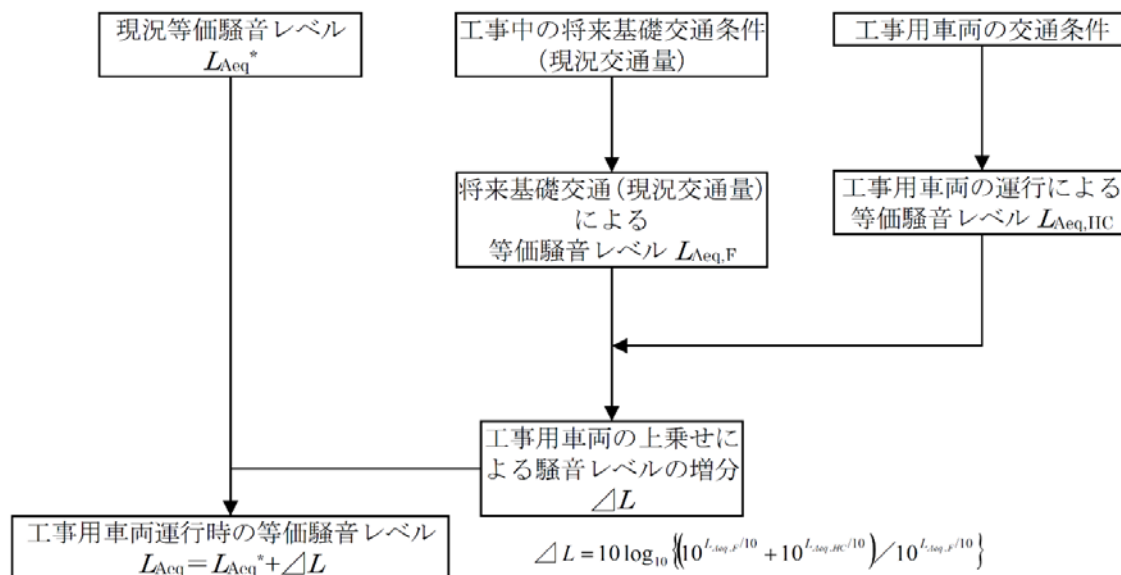 現況等価騒音レベル
LAeq*
工事中の将来基礎交通条件
(現況交通量)
工事用車両の交通条件
将来基礎交通(現況交通量)
による
等価騒音レベル LAeq,F
工事用車両の運行による
等価騒音レベル LAeq,HC
工事用車両の上乗せに
よる騒音レベルの増分
⊿L
工事用車両運行時の等価騒音レベル
LAeq=LAeq*+⊿L
⊿L=10log10{(10^{LAeq,F/10}+10^{LAeq,HC/10})/10^{LAeq,F/10}}